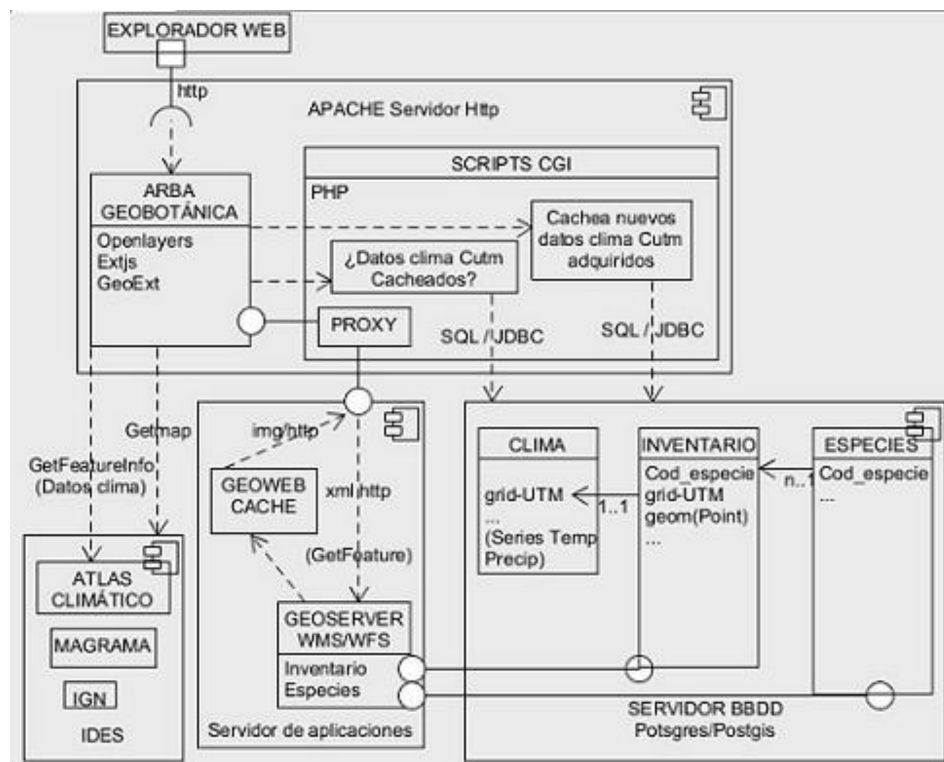 EXPLORADOR WEB
http
APACHE Servidor Http
SCRIPTS CGI
PHP
ARBA
GEOBOTÁNICA
Openlayers
Extjs
GeoExt
Cachea nuevos
datos clima Cutm
adquiridos
¿Datos clima Cutm
Cacheados?
PROXY
SQL / JDBC
SQL / JDBC
Getmap
GetFeatureInfo
(Datos clima)
img/http
GEOWEB
CACHE
xml http
(GetFeature)
GEOSERVER
WMS/WFS
Inventario
Especies
Servidor de aplicaciones
CLIMA
grid-UTM
...
(Series Temp
Precip)
1..1
INVENTARIO
Cod_especie
grid-UTM
geom(Point)
...
n..1
ESPECIES
Cod_especie
...
SERVIDOR BBDD
Potsgres/Postgis
ATLAS
CLIMÁTICO
MAGRAMA
IGN
IDES